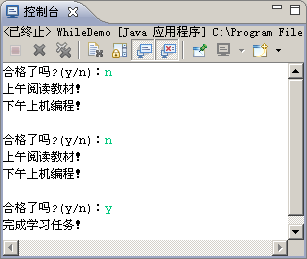 控制台
<已终止> WhileDemo [Java 应用程序] C:\Program File
合格了吗?(y/n)：n
上午阅读教材！
下午上机编程！
合格了吗?(y/n)：n
上午阅读教材！
下午上机编程！
合格了吗?(y/n)：y
完成学习任务！